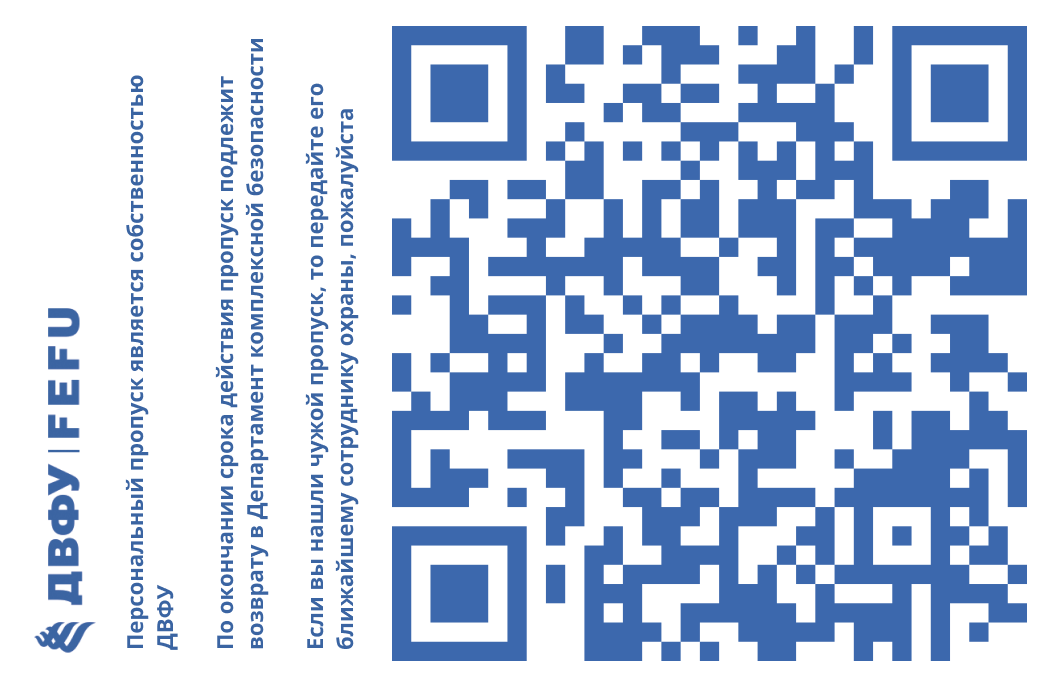 ДВФУ | FEFU
Персональный пропуск является собственностью
ДВФУ
По окончании срока действия пропуск подлежит
возврату в Департамент комплексной безопасности
Если вы нашли чужой пропуск, то передайте его
ближайшему сотруднику охраны, пожалуйста